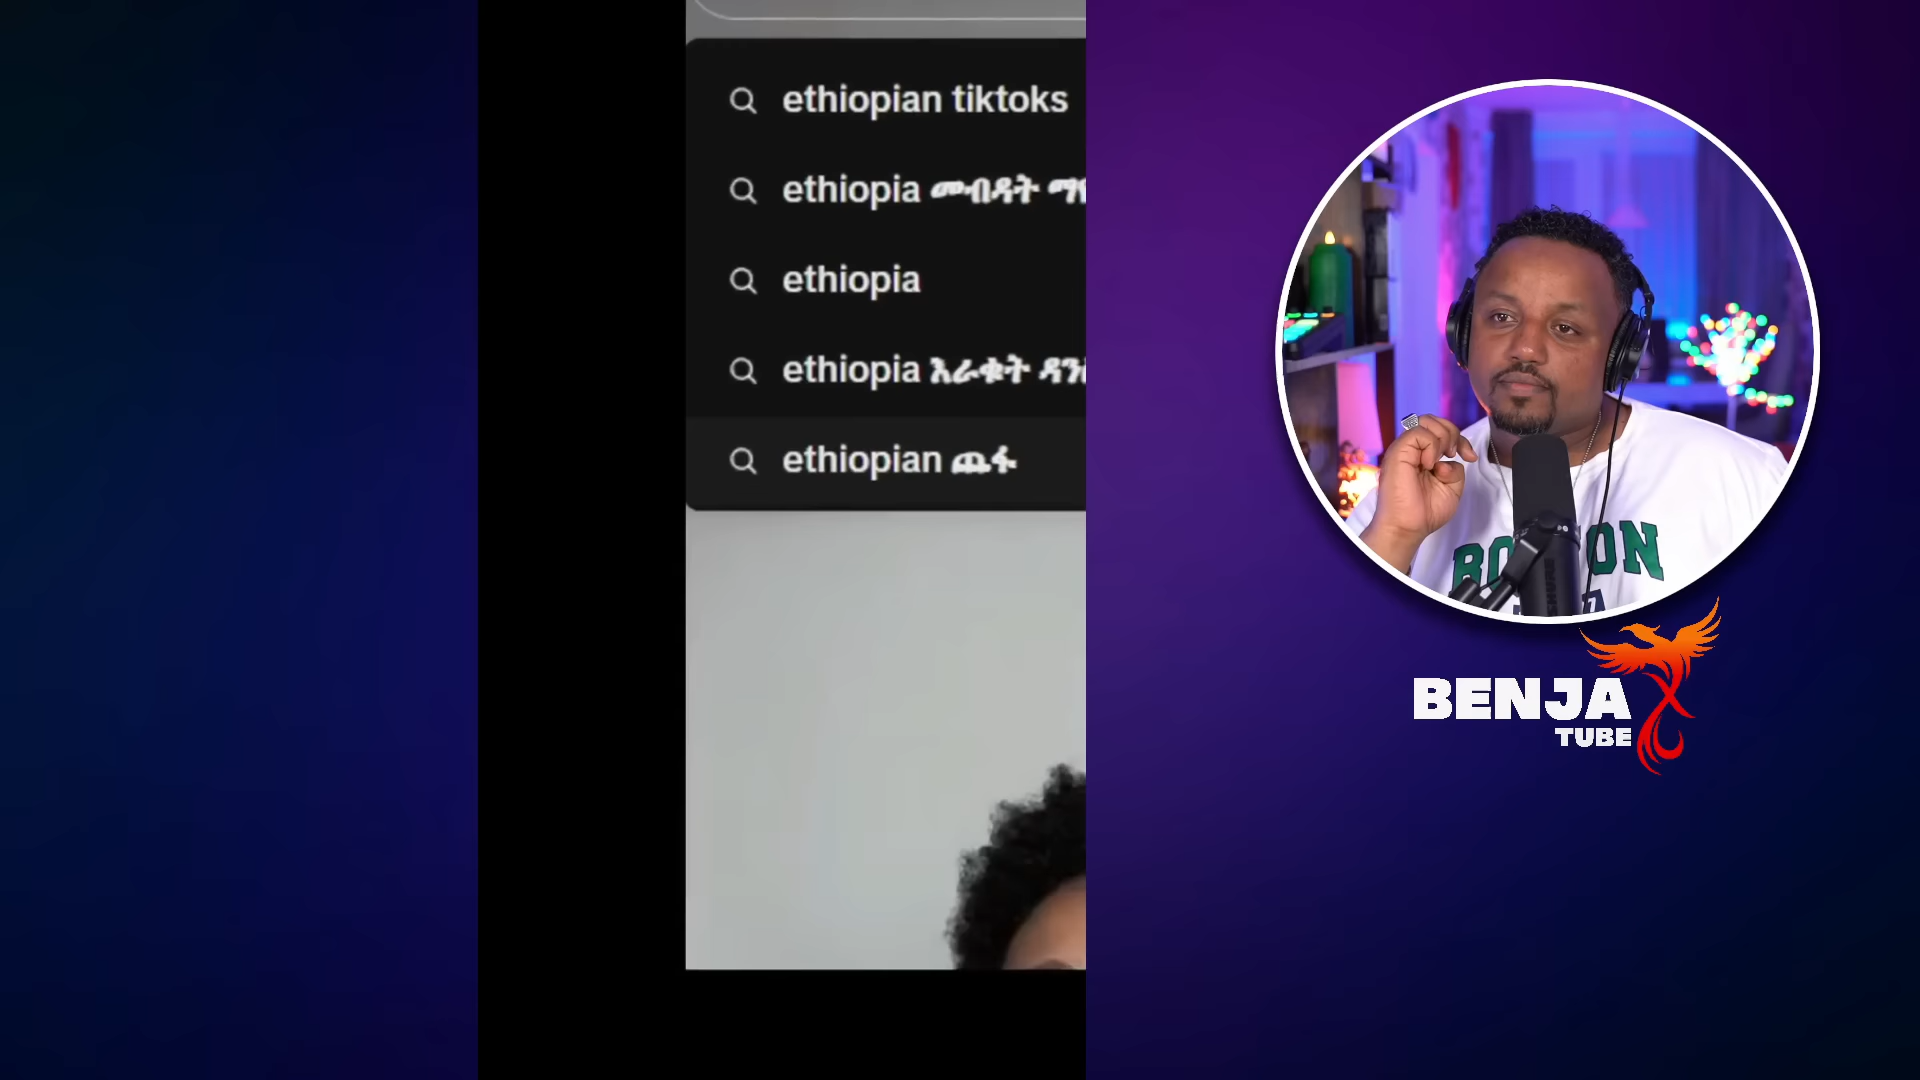 ethiopian tiktoks
ethiopia መብዳት
ethiopia
ethiopia እራቁት
ethiopian ጨፋ
BENJA
TUBE